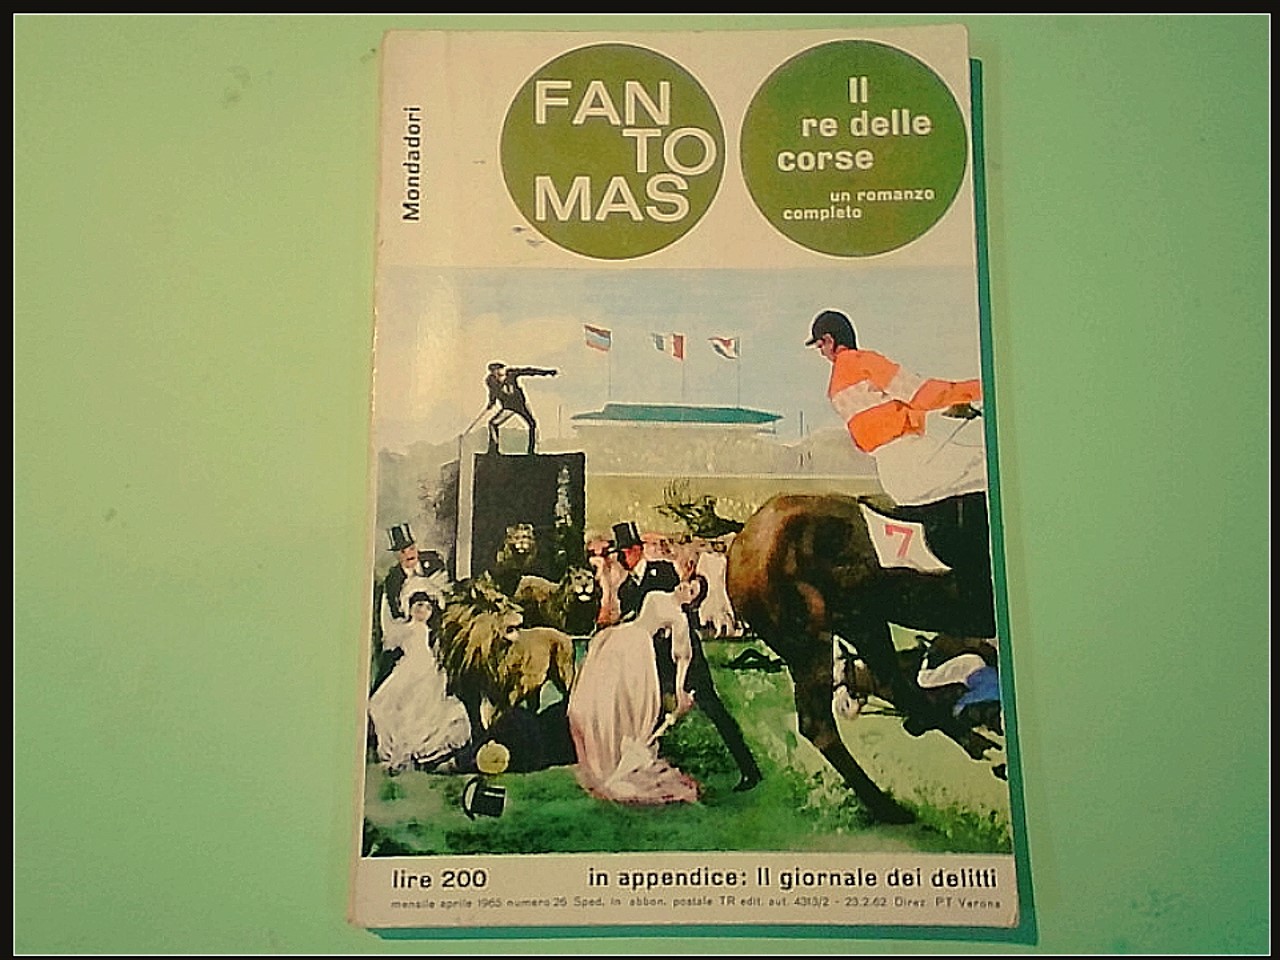 Mondadori
FAN
TO
MAS
Il
re delle
corse
un romanzo
completo
7
lire 200
in appendice: Il giornale dei delitti
mensile aprile 1965 numero 26 Sped. in abbon. postale TR edit. aut. 4313/2 - 23.2.62 Direz. PT Verona